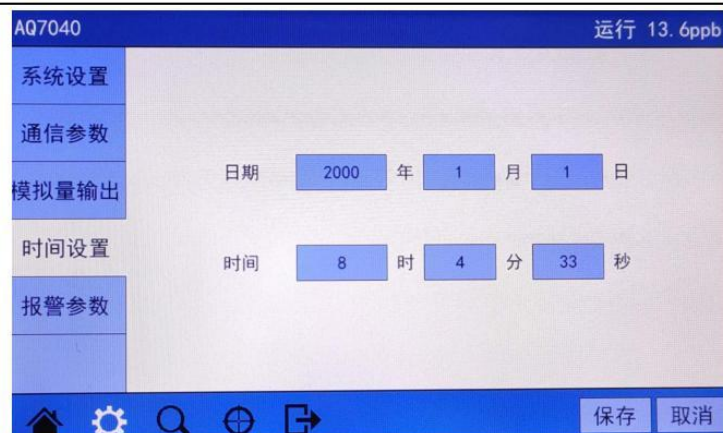 AQ7040 运行 13.6ppb
系统设置
通信参数
模拟量输出
日期 2000 年 1 月 1 日
时间设置
时间 8 时 4 分 33 秒
报警参数
保存 取消